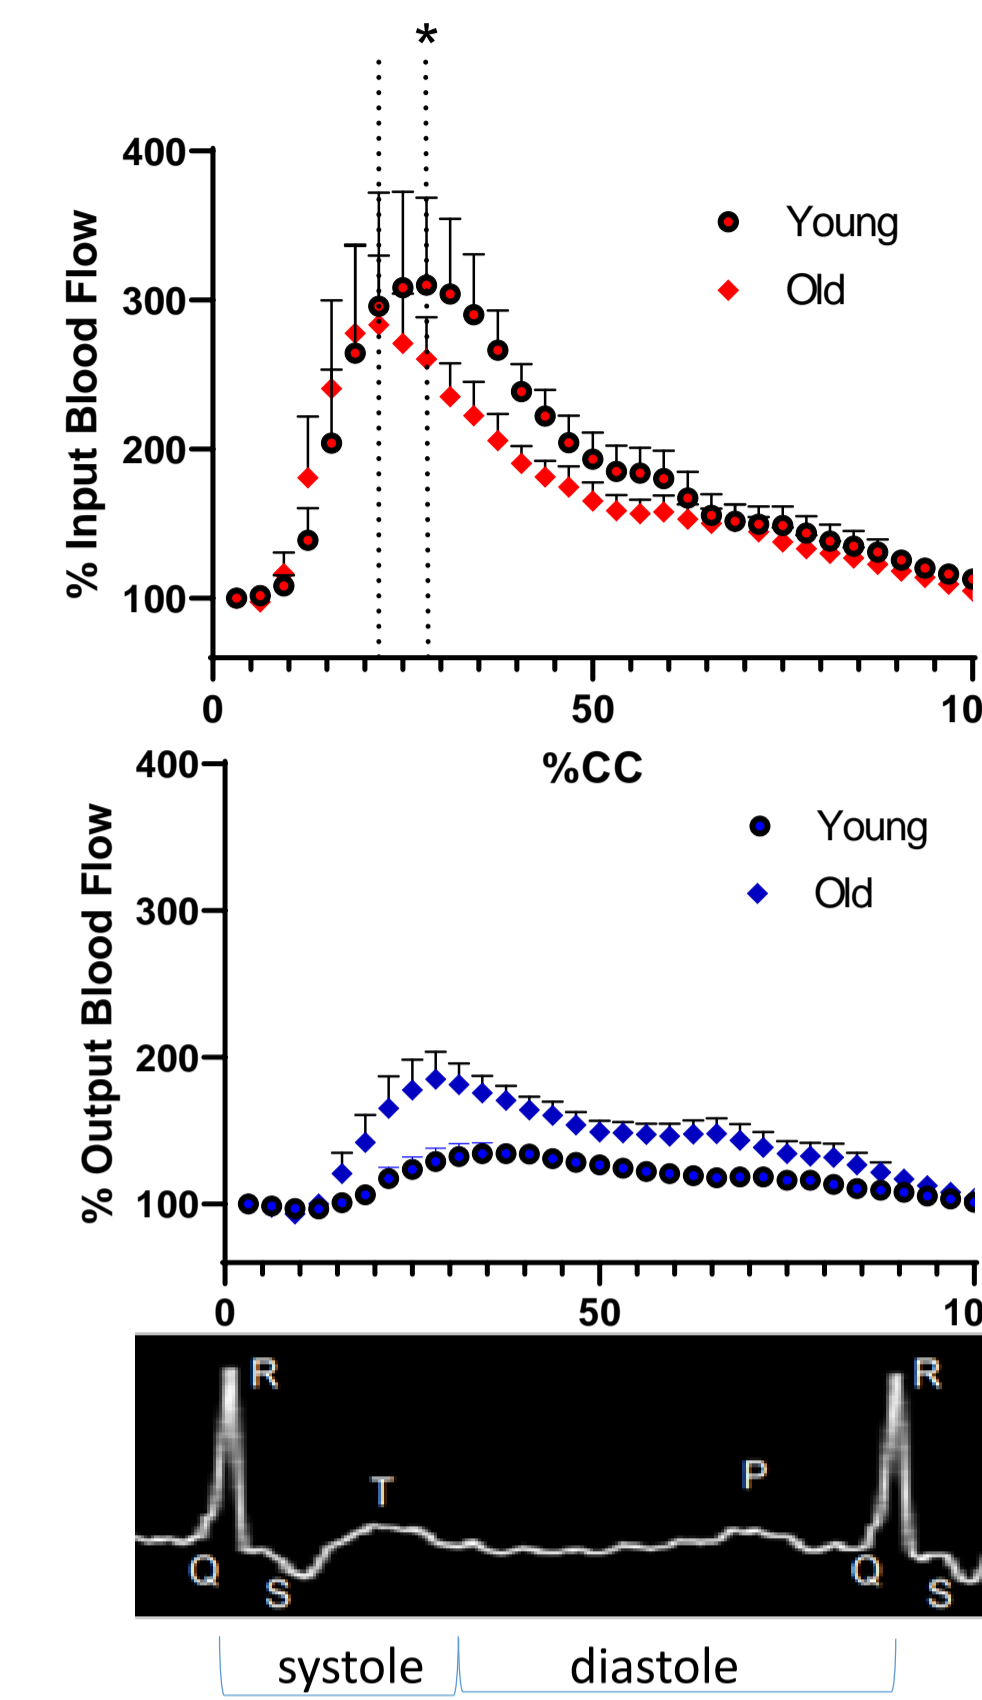 *
400
300
200
100
% Input Blood Flow
Young
Old
0 50 10
%CC
400
300
200
100
% Output Blood Flow
Young
Old
0 50 10
R R
T P
Q Q
S S
systole diastole